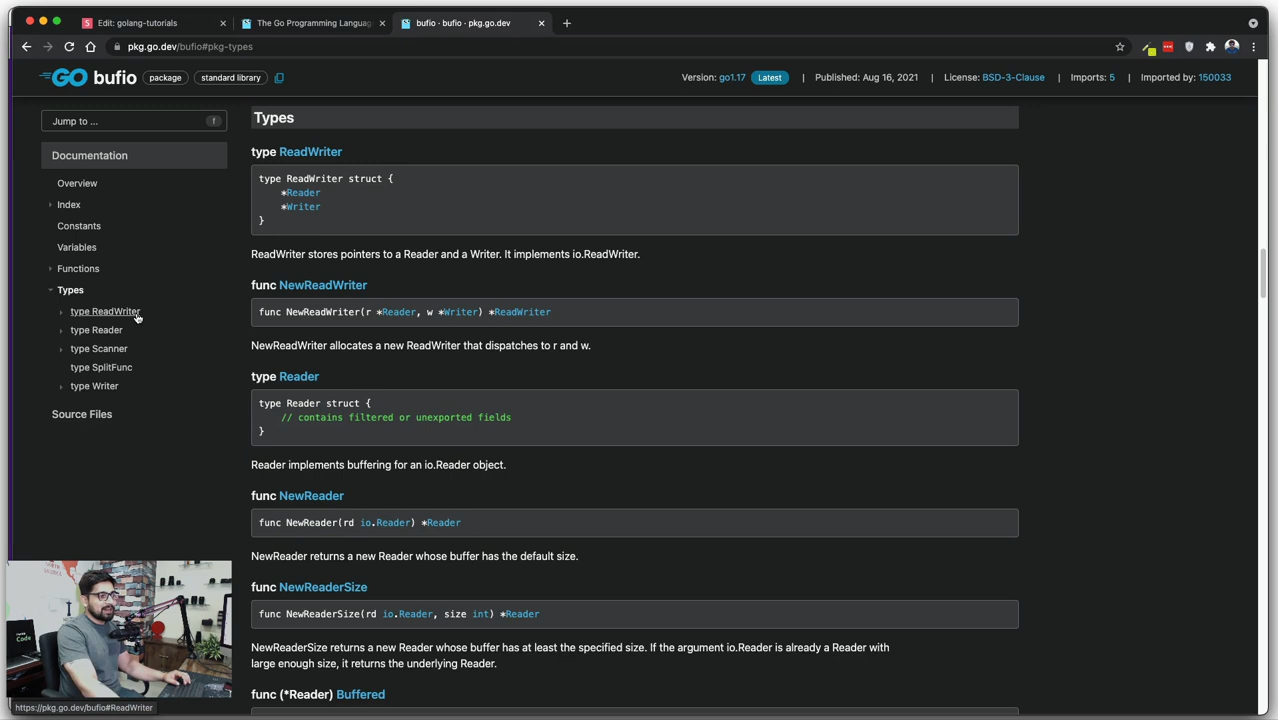 Edit: golang-tutorials
The Go Programming Languag
bufio · bufio · pkg.go.dev
pkg.go.dev/bufio#pkg-types
GO bufio package standard library
Version: go1.17 Latest | Published: Aug 16, 2021 | License: BSD-3-Clause | Imports: 5 | Imported by: 150033
Jump to ... f
Documentation
Overview
Index
Constants
Variables
Functions
Types
type ReadWriter
type Reader
type Scanner
type SplitFunc
type Writer
Source Files
Types
type ReadWriter
type ReadWriter struct {
*Reader
*Writer
}
ReadWriter stores pointers to a Reader and a Writer. It implements io.ReadWriter.
func NewReadWriter
func NewReadWriter(r *Reader, w *Writer) *ReadWriter
NewReadWriter allocates a new ReadWriter that dispatches to r and w.
type Reader
type Reader struct {
// contains filtered or unexported fields
}
Reader implements buffering for an io.Reader object.
func NewReader
func NewReader(rd io.Reader) *Reader
NewReader returns a new Reader whose buffer has the default size.
func NewReaderSize
func NewReaderSize(rd io.Reader, size int) *Reader
NewReaderSize returns a new Reader whose buffer has at least the specified size. If the argument io.Reader is already a Reader with
large enough size, it returns the underlying Reader.
func (*Reader) Buffered
Code
https://pkg.go.dev/bufio#ReadWriter